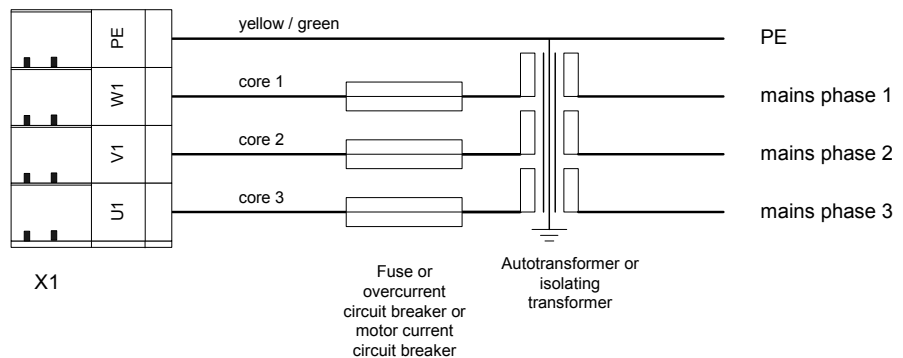 yellow / green
PE
PE
core 1
W1
mains phase 1
core 2
V1
mains phase 2
core 3
U1
mains phase 3
X1
Fuse or
overcurrent
circuit breaker or
motor current
circuit breaker
Autotransformer or
isolating
transformer